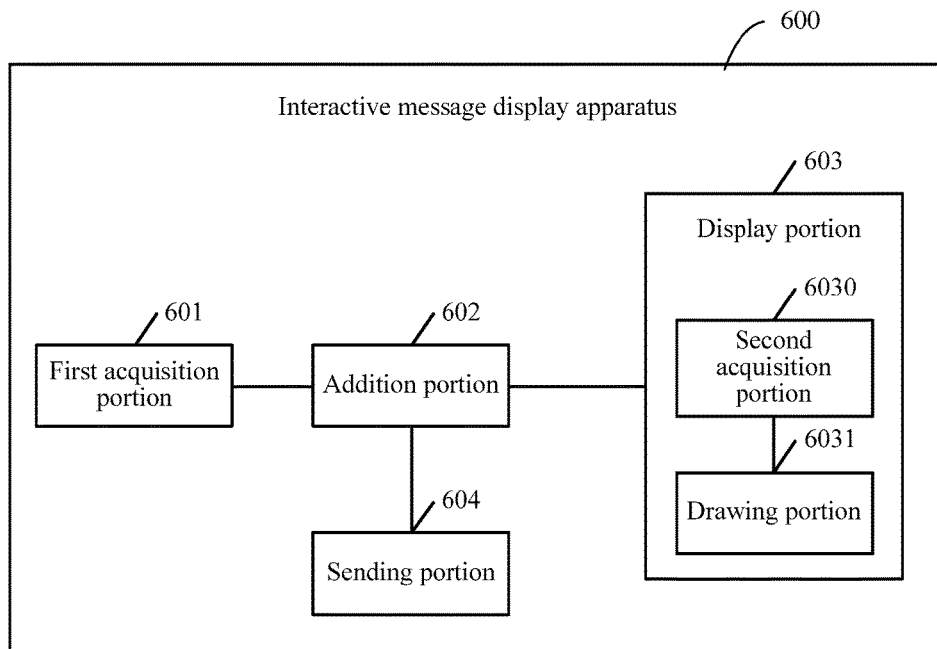 600
Interactive message display apparatus
603
Display portion
6030
Second
acquisition
portion
601
First acquisition
portion
602
Addition portion
6031
Drawing portion
604
Sending portion